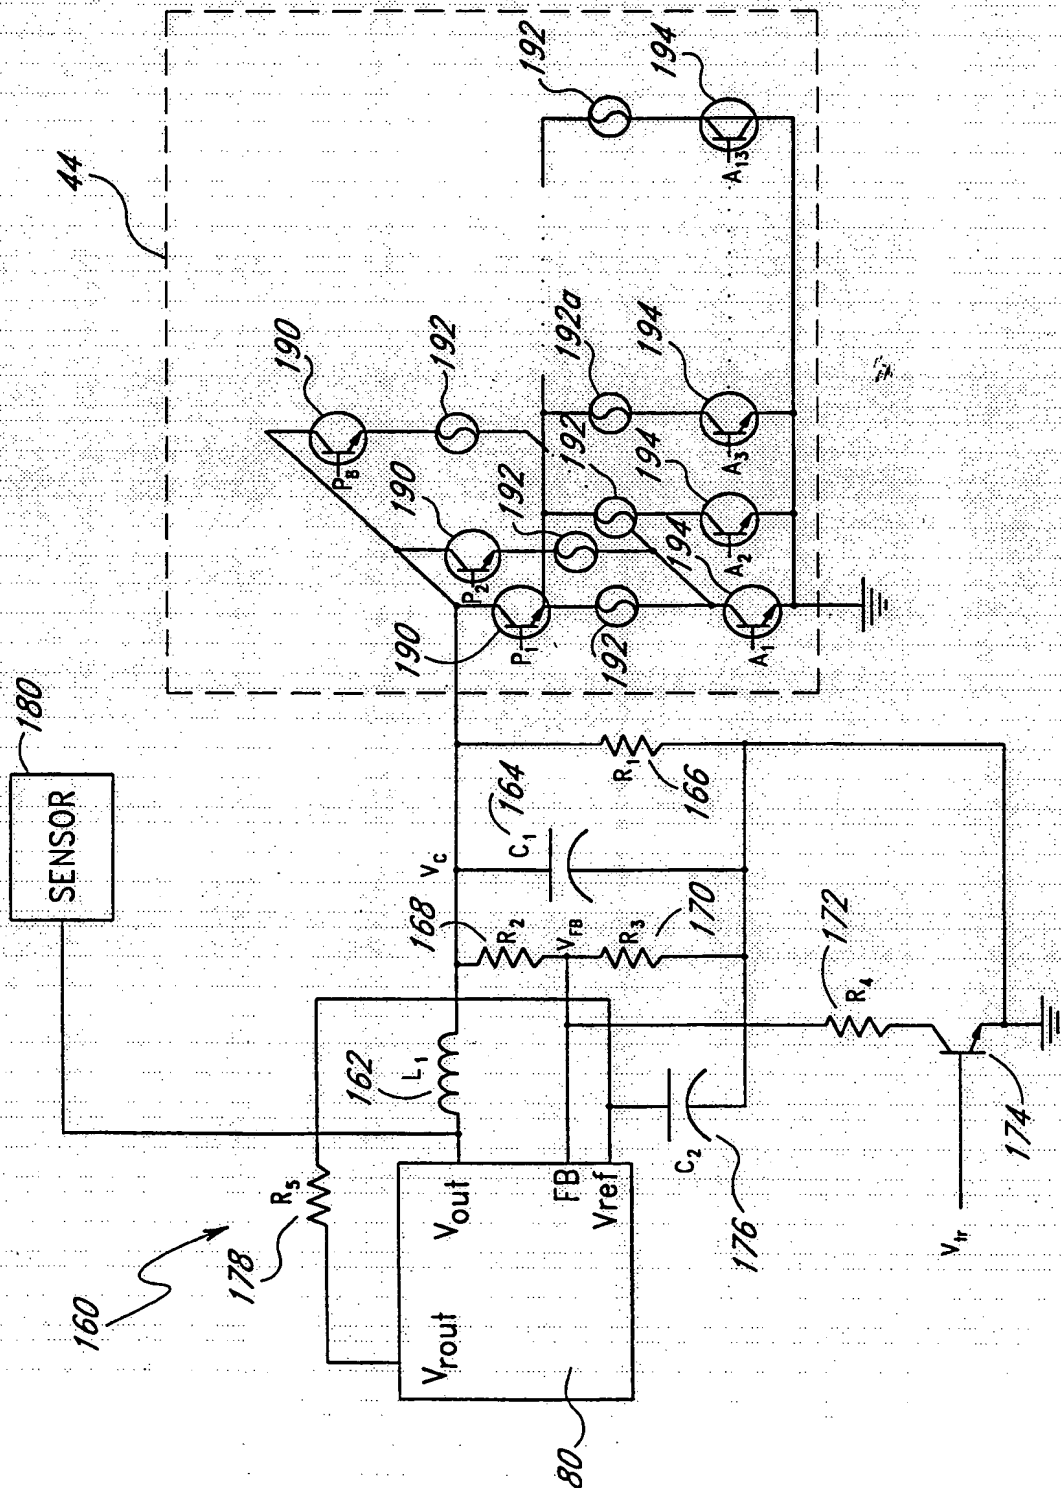 44
192
194
A13
190
192
192a
194
PB
A3
190
192
192
194
P2
A2
194
190
P1
192
A1
180
SENSOR
VC
C1
164
R1
166
168
R2
VFB
R3
170
172
R4
162
L1
C2
176
174
Vtr
R5
178
160
Vout
FB
Vref
Vrout
80